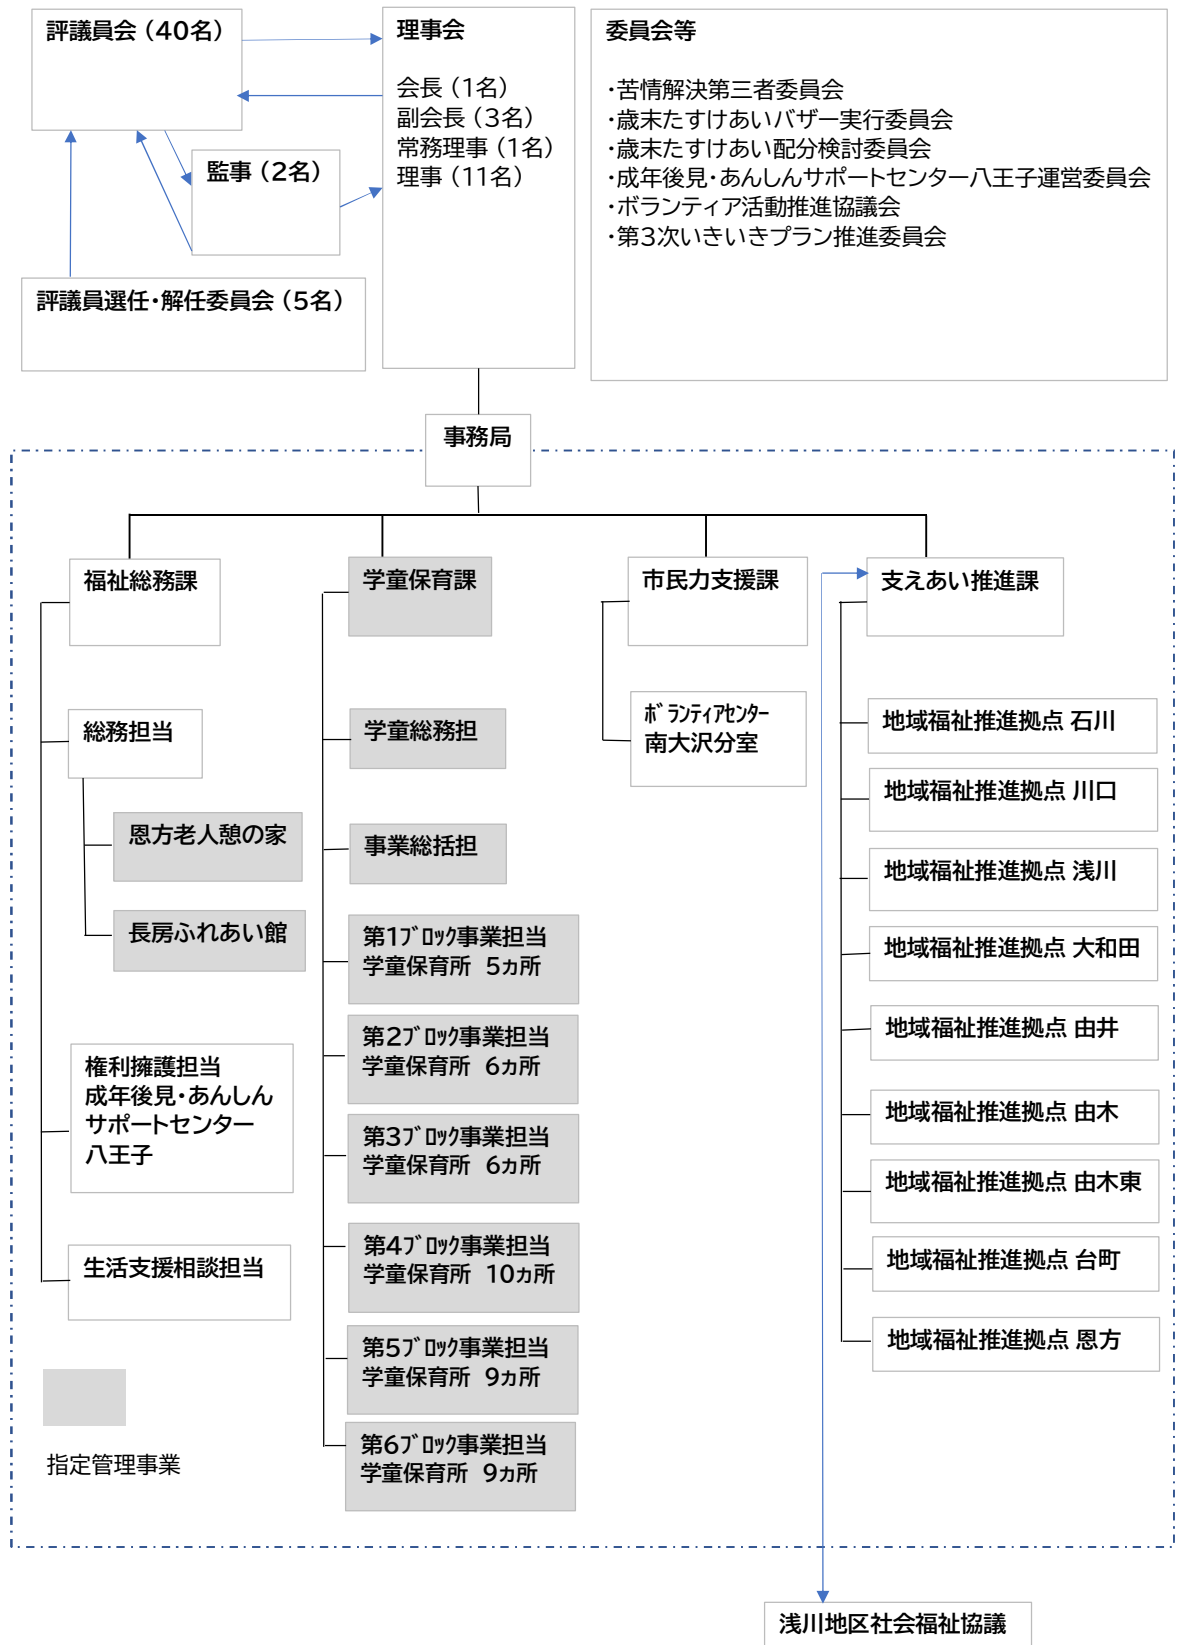 評議員会（40名）
理事会
会長（1名）
副会長（3名）
常務理事（1名）
理事（11名）
委員会等
・苦情解決第三者委員会
・歳末たすけあいバザー実行委員会
・歳末たすけあい配分検討委員会
・成年後見・あんしんサポートセンター八王子運営委員会
・ボランティア活動推進協議会
・第3次いきいきプラン推進委員会
監事（2名）
評議員選任・解任委員会（5名）
事務局
福祉総務課
総務担当
恩方老人憩の家
長房ふれあい館
権利擁護担当
成年後見・あんしん
サポートセンター
八王子
生活支援相談担当
指定管理事業
学童保育課
学童総務担
事業総括担
第1ﾌﾞﾛｯｸ事業担当
学童保育所 5ヵ所
第2ﾌﾞﾛｯｸ事業担当
学童保育所 6ヵ所
第3ﾌﾞﾛｯｸ事業担当
学童保育所 6ヵ所
第4ﾌﾞﾛｯｸ事業担当
学童保育所 10ヵ所
第5ﾌﾞﾛｯｸ事業担当
学童保育所 9ヵ所
第6ﾌﾞﾛｯｸ事業担当
学童保育所 9ヵ所
市民力支援課
ﾎﾞﾗﾝﾃｨｱｾﾝﾀｰ
南大沢分室
支えあい推進課
地域福祉推進拠点 石川
地域福祉推進拠点 川口
地域福祉推進拠点 浅川
地域福祉推進拠点 大和田
地域福祉推進拠点 由井
地域福祉推進拠点 由木
地域福祉推進拠点 由木東
地域福祉推進拠点 台町
地域福祉推進拠点 恩方
浅川地区社会福祉協議